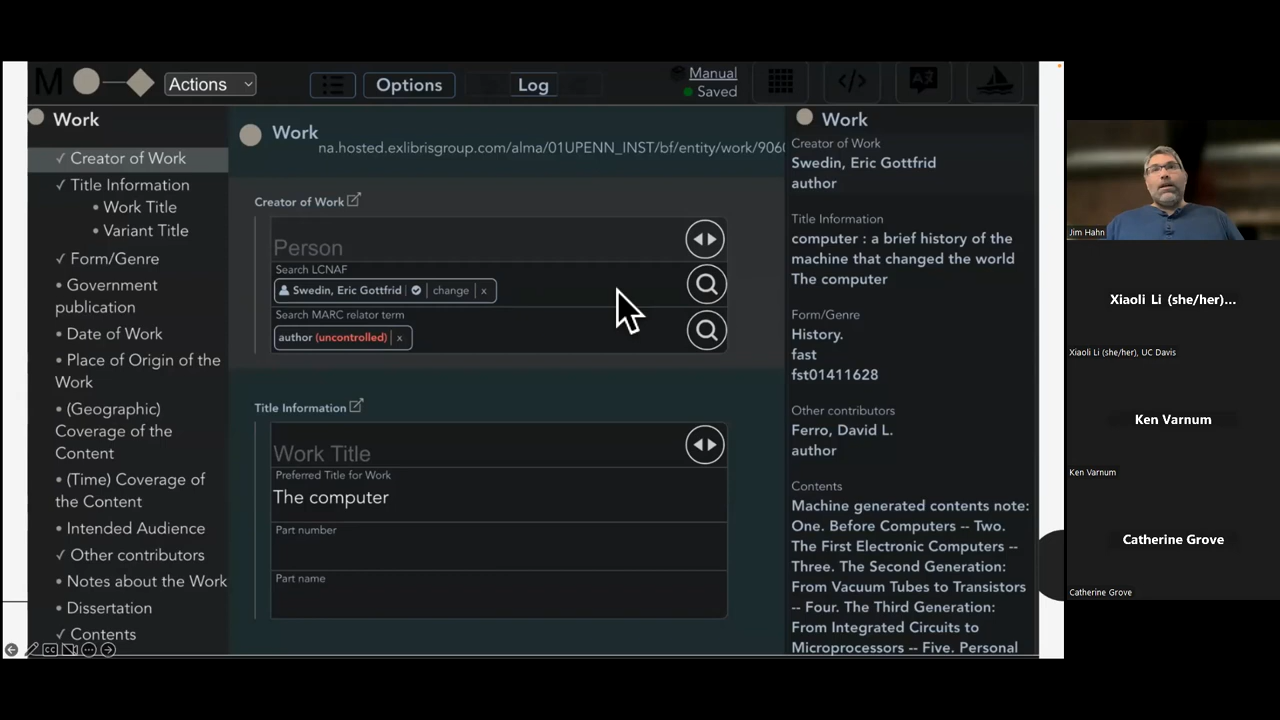 M
Actions
Options
Log
Manual
Saved
Work
✓ Creator of Work
✓ Title Information
• Work Title
• Variant Title
✓ Form/Genre
• Government
publication
• Date of Work
• Place of Origin of the
Work
• (Geographic)
Coverage of the
Content
• (Time) Coverage of
the Content
• Intended Audience
✓ Other contributors
• Notes about the Work
• Dissertation
✓ Contents
Work
na.hosted.exlibrisgroup.com/alma/01UPENN_INST/bf/entity/work/906
Creator of Work
Person
Search LCNAF
Swedin, Eric Gottfrid
change x
Search MARC relator term
author (uncontrolled) x
Title Information
Work Title
Preferred Title for Work
The computer
Part number
Part name
Work
Creator of Work
Swedin, Eric Gottfrid
author
Title Information
computer : a brief history of the
machine that changed the world
The computer
Form/Genre
History.
fast
fst01411628
Other contributors
Ferro, David L.
author
Contents
Machine generated contents note:
One. Before Computers -- Two.
The First Electronic Computers --
Three. The Second Generation:
From Vacuum Tubes to Transistors
-- Four. The Third Generation:
From Integrated Circuits to
Microprocessors -- Five. Personal
CC
Jim Hahn
Xiaoli Li (she/her)...
Xiaoli Li (she/her), UC Davis
Ken Varnum
Ken Varnum
Catherine Grove
Catherine Grove